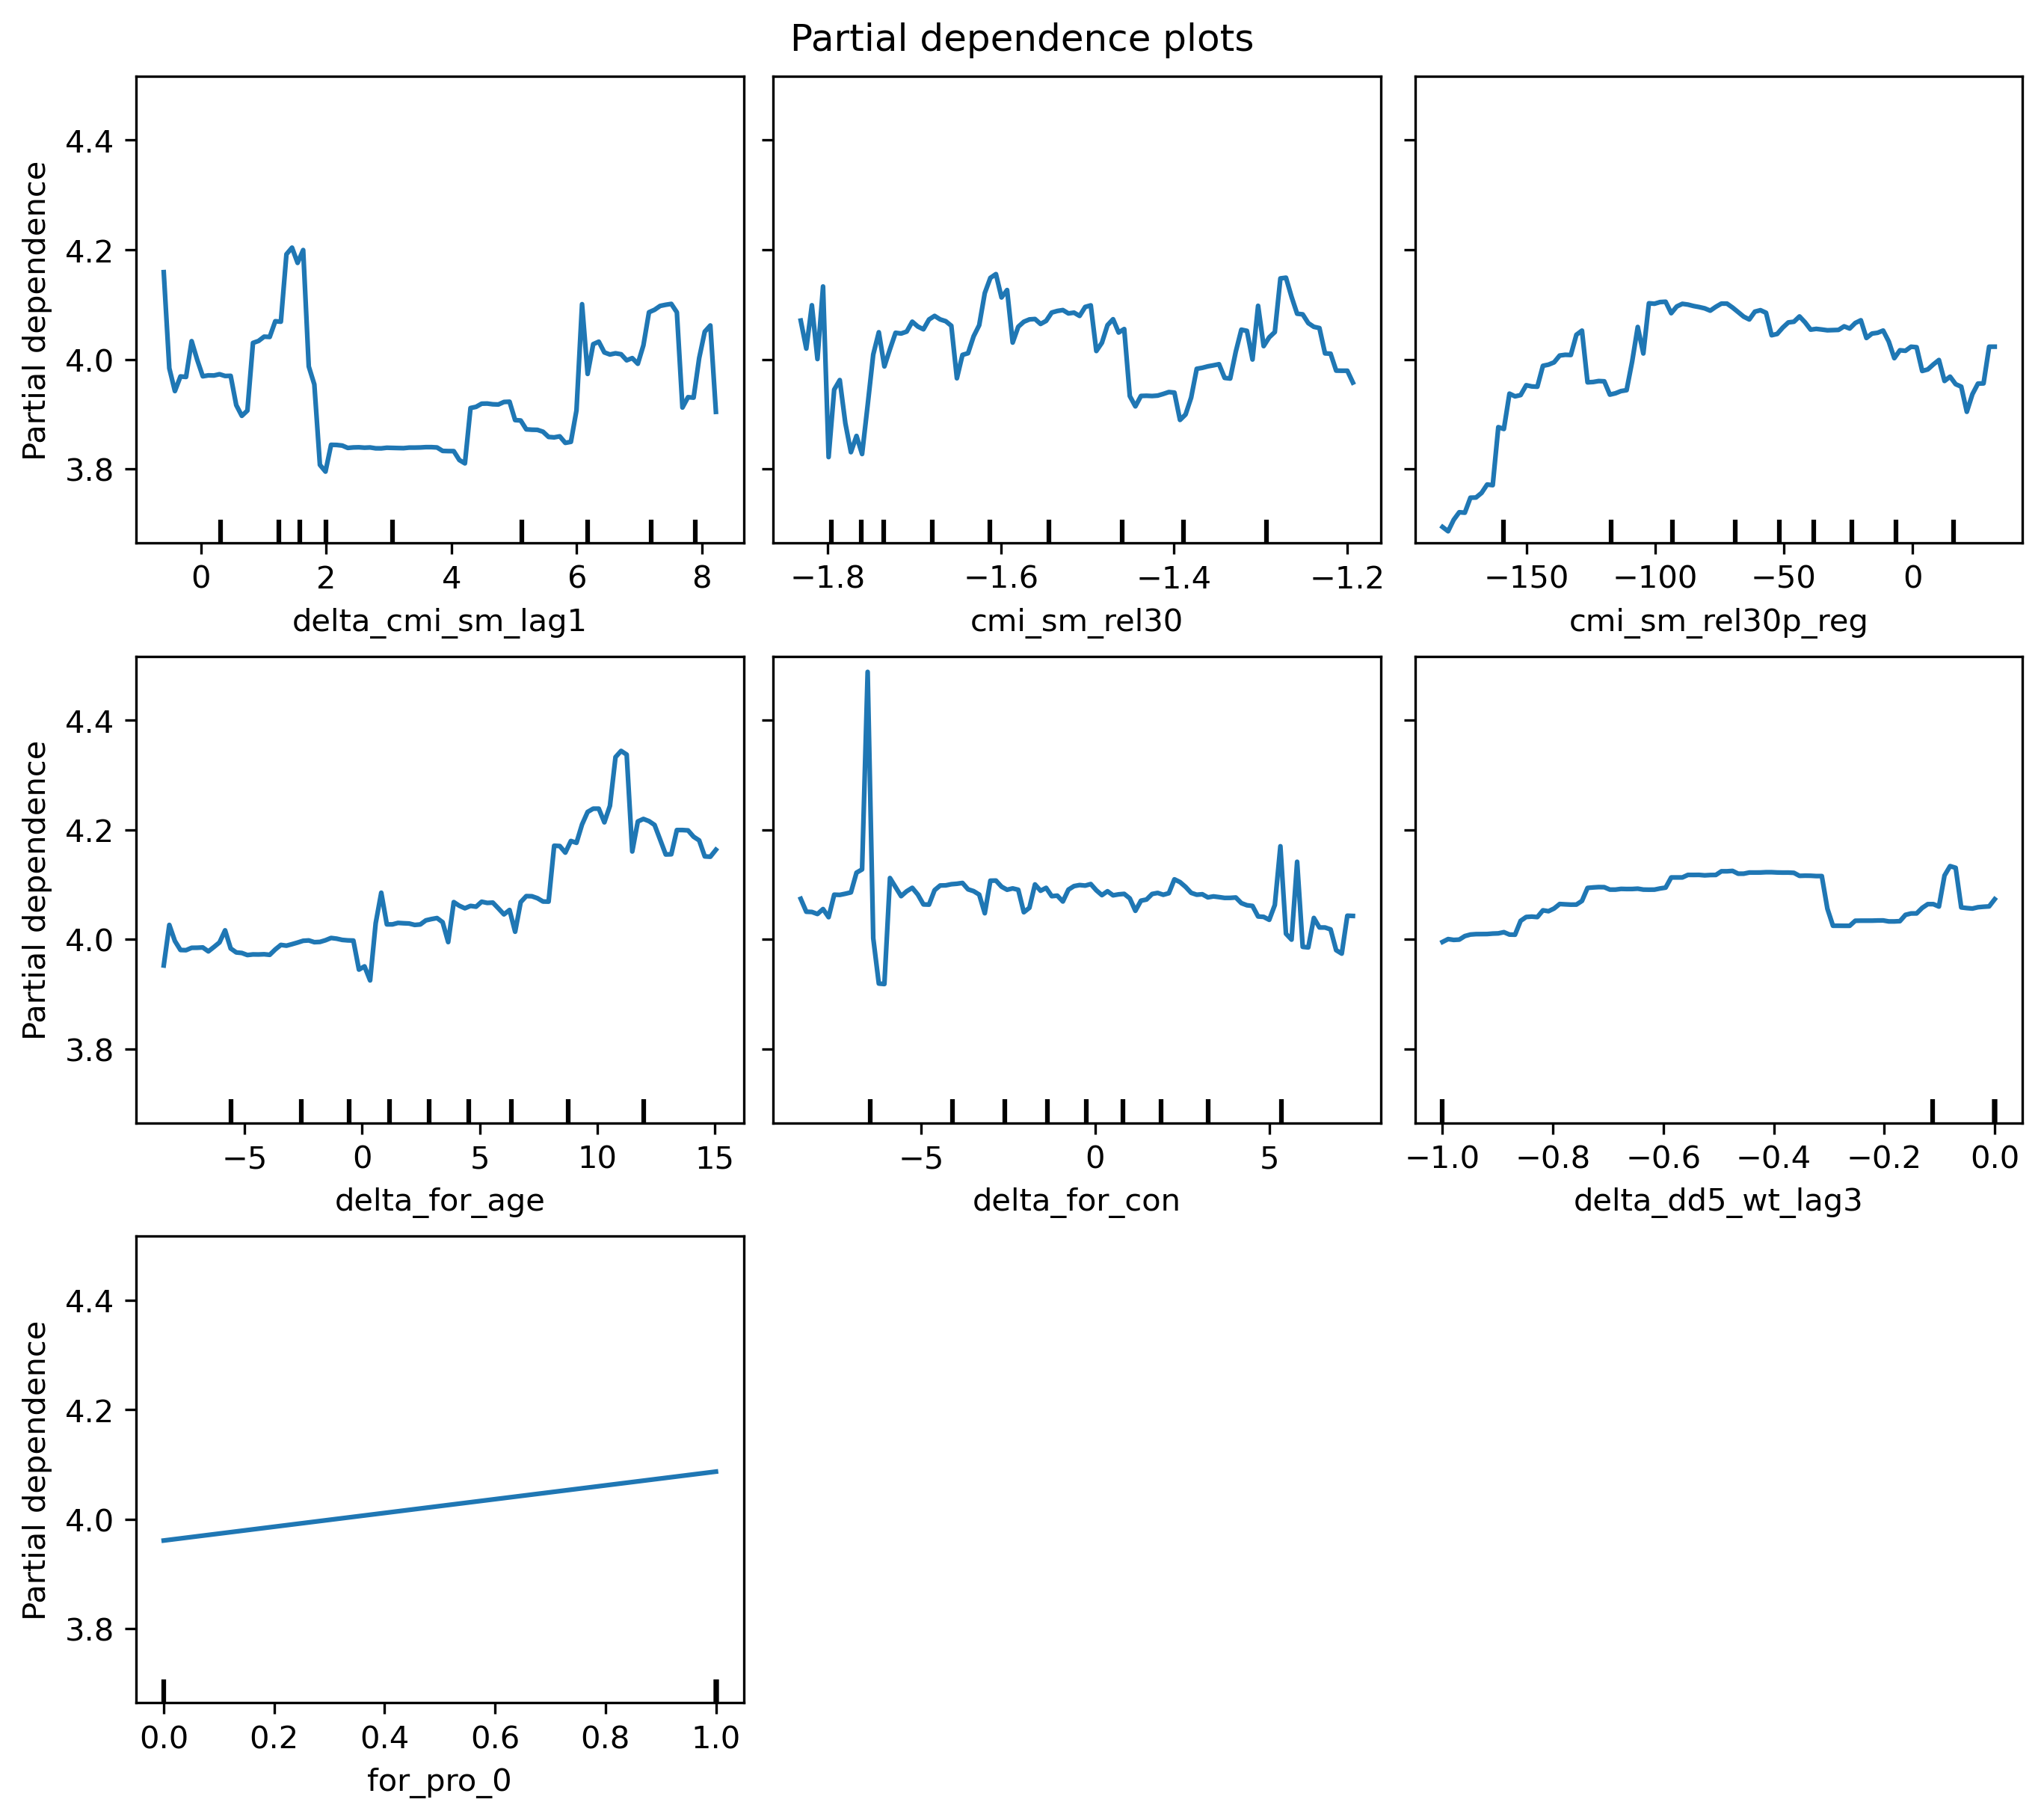 Partial dependence plots
Partial dependence
4.4
4.2
4.0
3.8
0 2 4 6 8
delta_cmi_sm_lag1
−1.8 −1.6 −1.4 −1.2
cmi_sm_rel30
−150 −100 −50 0
cmi_sm_rel30p_reg
Partial dependence
4.4
4.2
4.0
3.8
−5 0 5 10 15
delta_for_age
−5 0 5
delta_for_con
−1.0 −0.8 −0.6 −0.4 −0.2 0.0
delta_dd5_wt_lag3
Partial dependence
4.4
4.2
4.0
3.8
0.0 0.2 0.4 0.6 0.8 1.0
for_pro_0